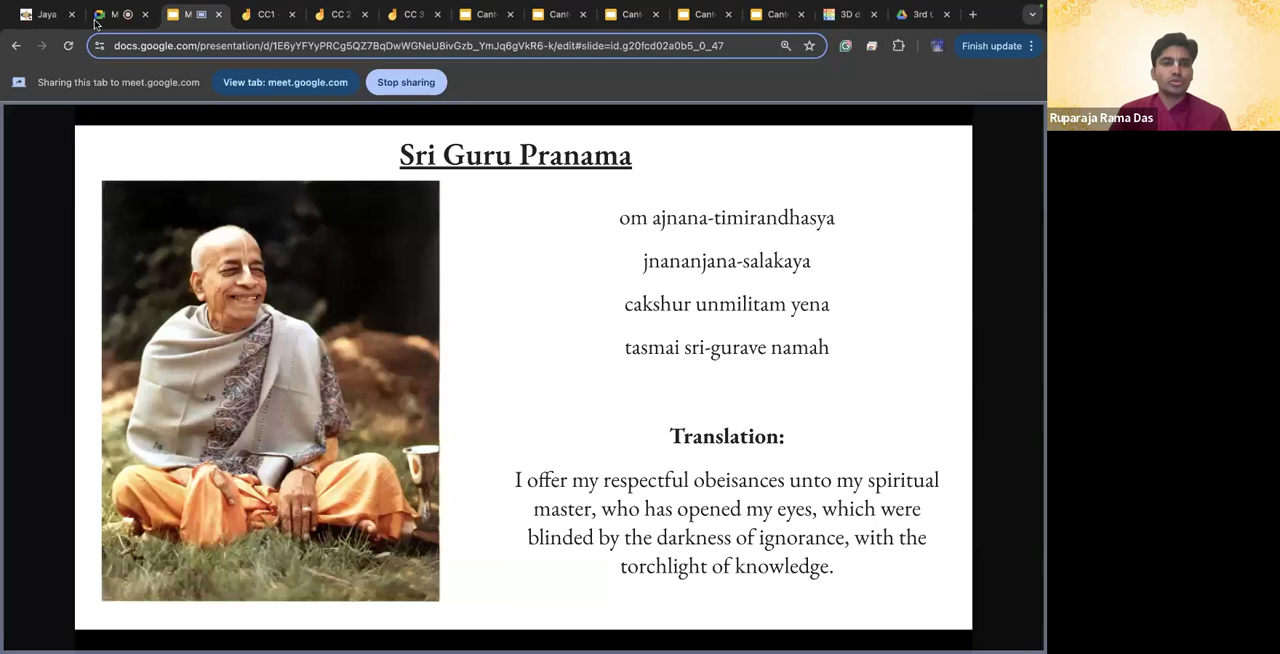 Jaya
M
M
CC1
CC 2
CC 3
Cant
Cant
Cant
Cant
Cant
3D d
3rd
docs.google.com/presentation/d/1E6yYFYyPRCg5QZ7BqDwWGNeU8ivGzb_YmJq6gVkR6-k/edit#slide=id.g20fcd02a0b5_0_47
Finish update
Sharing this tab to meet.google.com
View tab: meet.google.com
Stop sharing
Ruparaja Rama Das
Sri Guru Pranama
om ajnana-timirandhasya
jnananjana-salakaya
cakshur unmilitam yena
tasmai sri-gurave namah
Translation:
I offer my respectful obeisances unto my spiritual
master, who has opened my eyes, which were
blinded by the darkness of ignorance, with the
torchlight of knowledge.